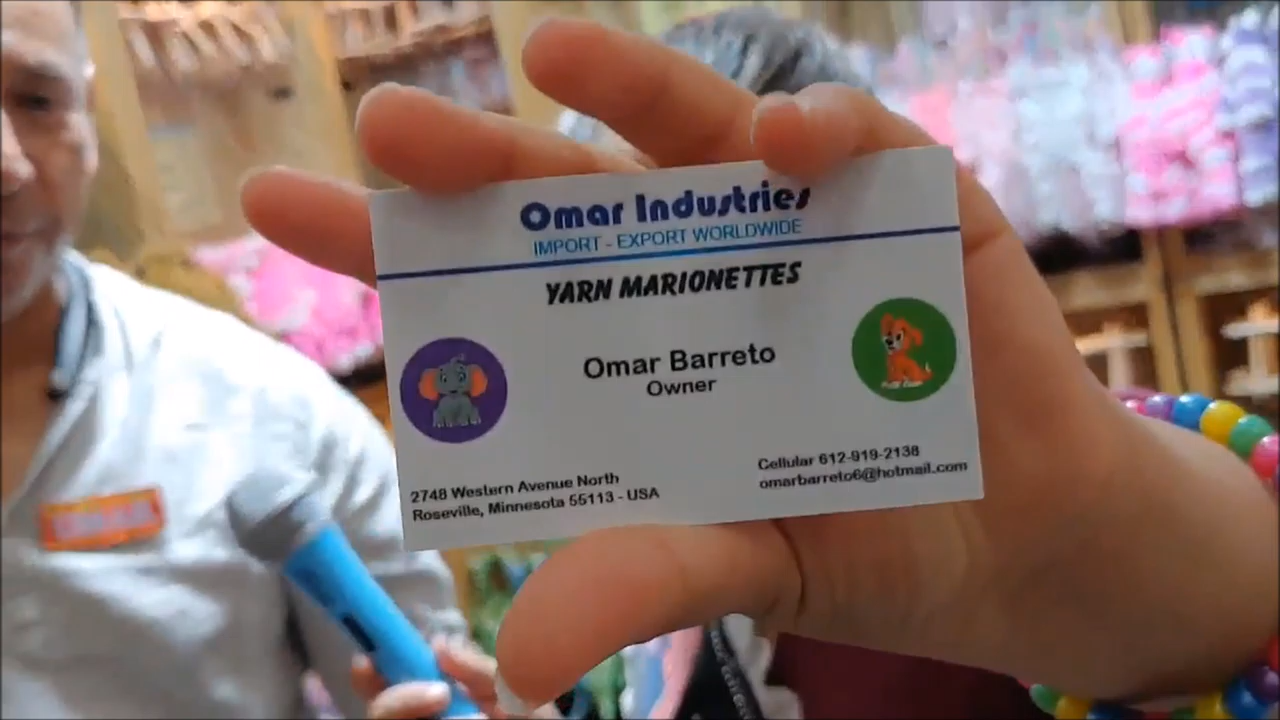 Omar Industries
IMPORT - EXPORT WORLDWIDE
YARN MARIONETTES
Omar Barreto
Owner
2748 Western Avenue North
Roseville, Minnesota 55113 - USA
Cellular 612-919-2138
omarbarreto6@hotmail.com